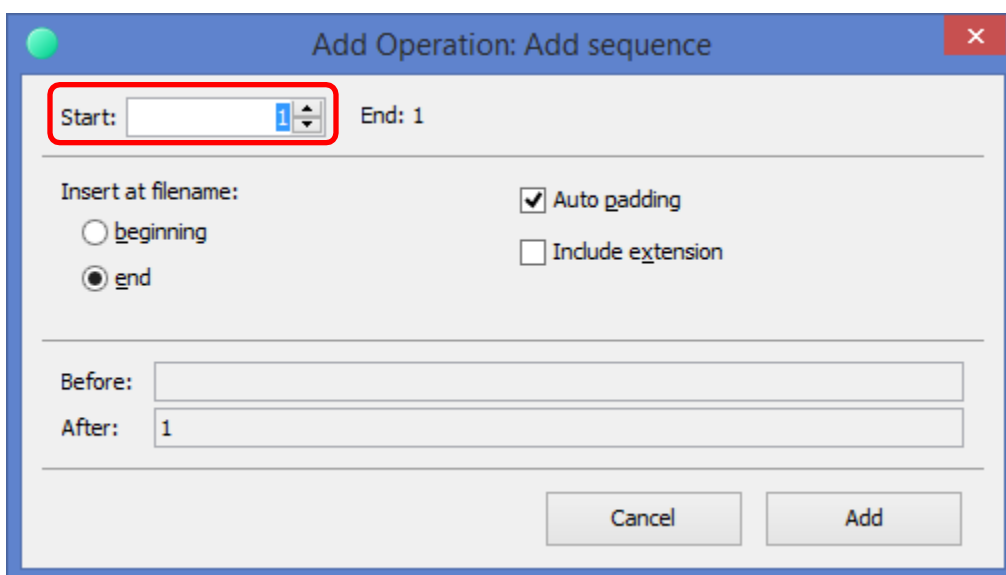 Add Operation: Add sequence
Start: 1 End: 1
Insert at filename:
beginning
end
Auto padding
Include extension
Before:
After: 1
Cancel Add